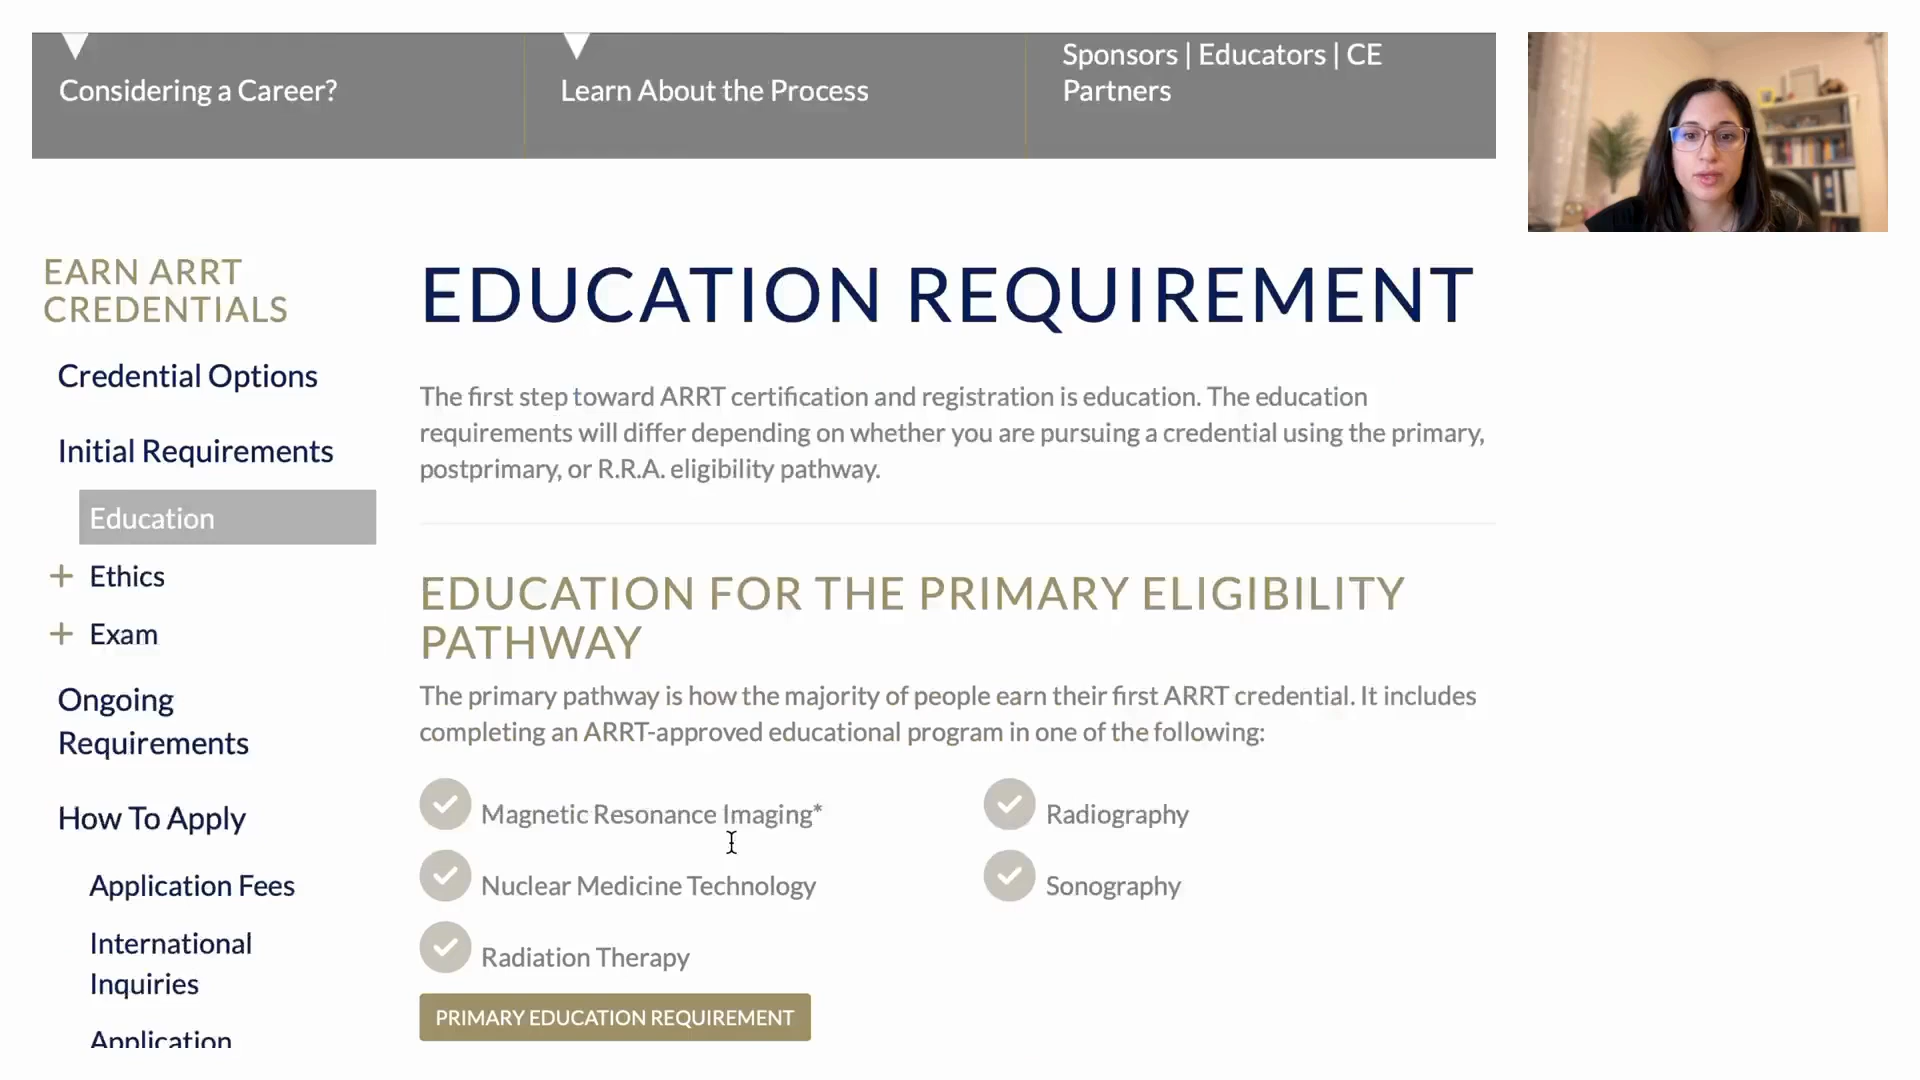 Considering a Career?
Learn About the Process
Sponsors | Educators | CE
Partners
EARN ARRT
CREDENTIALS
Credential Options
Initial Requirements
Education
+ Ethics
+ Exam
Ongoing
Requirements
How To Apply
Application Fees
International
Inquiries
Application
EDUCATION REQUIREMENT
The first step toward ARRT certification and registration is education. The education
requirements will differ depending on whether you are pursuing a credential using the primary,
postprimary, or R.R.A. eligibility pathway.
EDUCATION FOR THE PRIMARY ELIGIBILITY
PATHWAY
The primary pathway is how the majority of people earn their first ARRT credential. It includes
completing an ARRT-approved educational program in one of the following:
Magnetic Resonance Imaging*
Nuclear Medicine Technology
Radiation Therapy
Radiography
Sonography
PRIMARY EDUCATION REQUIREMENT